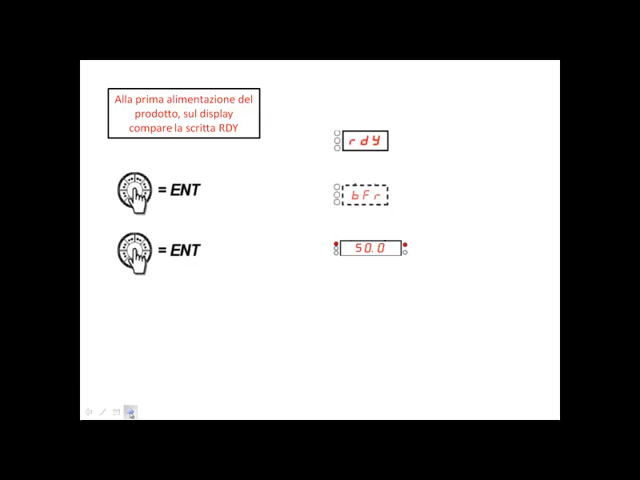 Alla prima alimentazione del
prodotto, sul display
compare la scritta RDY
rdY
= ENT
bFr
= ENT
50.0